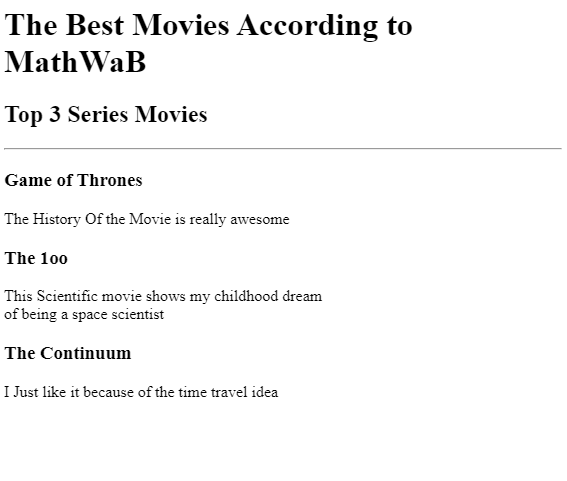 The Best Movies According to
MathWaB
Top 3 Series Movies
Game of Thrones
The History Of the Movie is really awesome
The 1oo
This Scientific movie shows my childhood dream
of being a space scientist
The Continuum
I Just like it because of the time travel idea